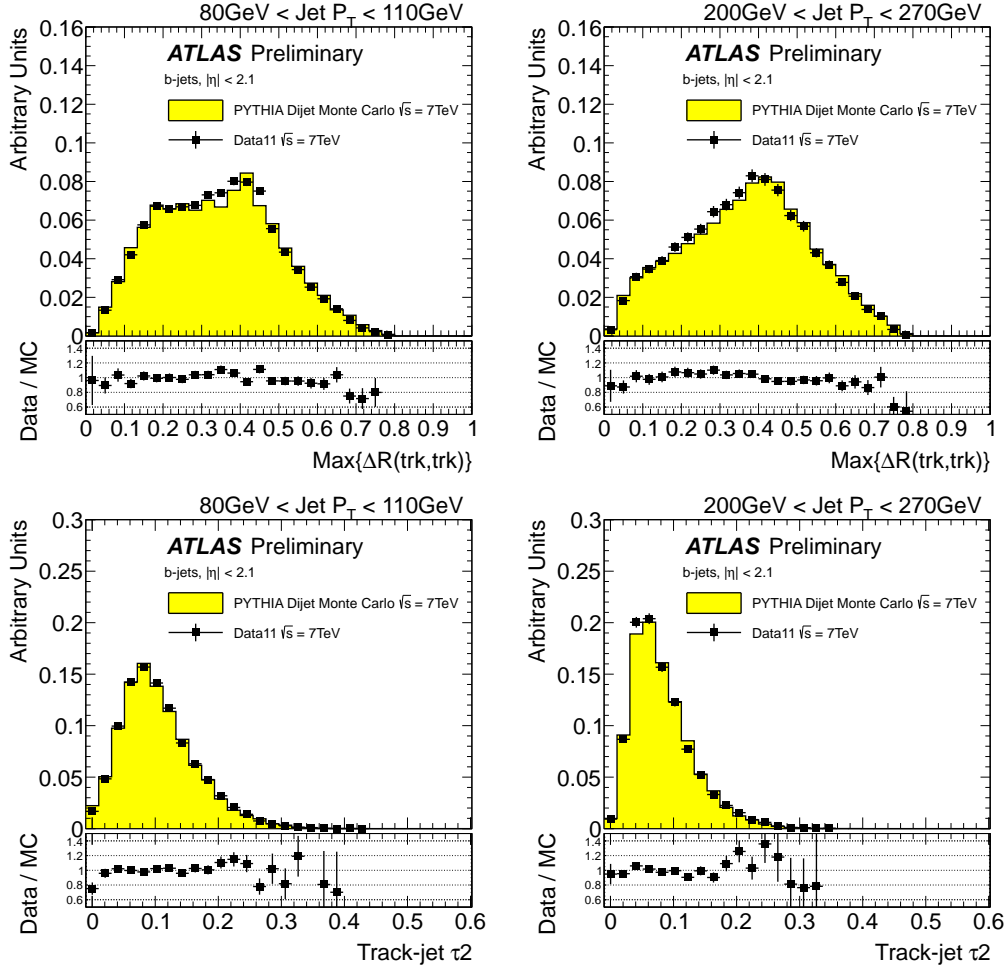 80GeV < Jet P_T < 110GeV
Arbitrary Units
0.16
0.14
0.12
0.1
0.08
0.06
0.04
0.02
0
ATLAS Preliminary
b-jets, |η| < 2.1
PYTHIA Dijet Monte Carlo √s = 7TeV
Data11 √s = 7TeV
Data / MC
1.4
1.2
1
0.8
0.6
0 0.1 0.2 0.3 0.4 0.5 0.6 0.7 0.8 0.9 1
Max{ΔR(trk,trk)}
200GeV < Jet P_T < 270GeV
Arbitrary Units
0.16
0.14
0.12
0.1
0.08
0.06
0.04
0.02
0
ATLAS Preliminary
b-jets, |η| < 2.1
PYTHIA Dijet Monte Carlo √s = 7TeV
Data11 √s = 7TeV
Data / MC
1.4
1.2
1
0.8
0.6
0 0.1 0.2 0.3 0.4 0.5 0.6 0.7 0.8 0.9 1
Max{ΔR(trk,trk)}
80GeV < Jet P_T < 110GeV
Arbitrary Units
0.3
0.25
0.2
0.15
0.1
0.05
0
ATLAS Preliminary
b-jets, |η| < 2.1
PYTHIA Dijet Monte Carlo √s = 7TeV
Data11 √s = 7TeV
Data / MC
1.4
1.2
1
0.8
0.6
0 0.1 0.2 0.3 0.4 0.5 0.6
Track-jet τ2
200GeV < Jet P_T < 270GeV
Arbitrary Units
0.3
0.25
0.2
0.15
0.1
0.05
0
ATLAS Preliminary
b-jets, |η| < 2.1
PYTHIA Dijet Monte Carlo √s = 7TeV
Data11 √s = 7TeV
Data / MC
1.4
1.2
1
0.8
0.6
0 0.1 0.2 0.3 0.4 0.5 0.6
Track-jet τ2